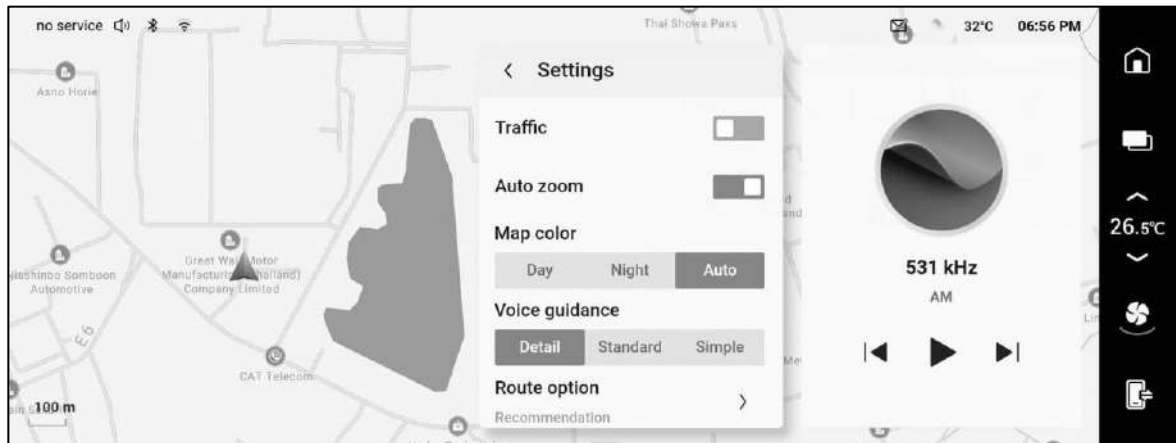 no service
Thai Showa Paxs
32°C
06:56 PM
Asno Horie
Settings
Traffic
Auto zoom
Map color
Day Night Auto
Voice guidance
Detail Standard Simple
Route option
Recommendation
531 kHz
AM
26.5°C
Great Wall Motor
Company Limited
Somboon
Automotive
E6
CAT Telecom
100 m